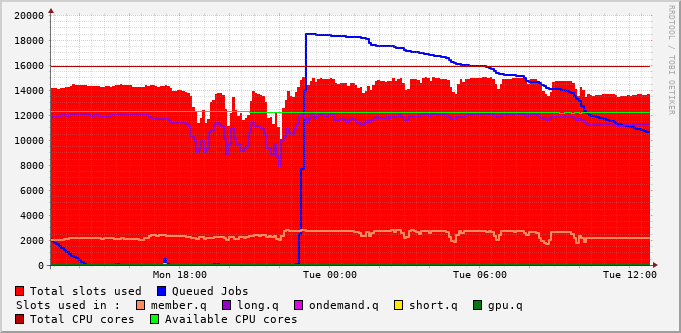 20000
18000
16000
14000
12000
10000
8000
6000
4000
2000
0
Mon 18:00 Tue 00:00 Tue 06:00 Tue 12:00
Total slots used Queued Jobs
Slots used in : member.q long.q ondemand.q short.q gpu.q
Total CPU cores Available CPU cores
RRDTOOL / TOBI OETIKER